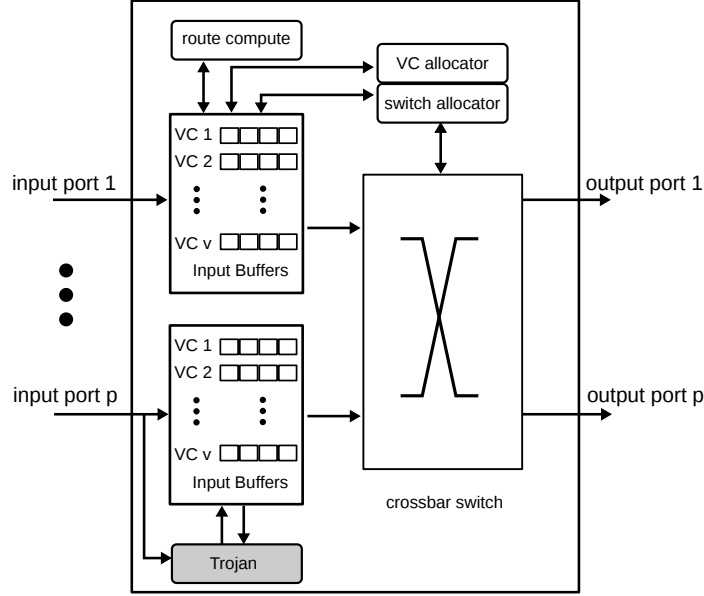 route compute
VC allocator
switch allocator
VC 1
VC 2
VC v
Input Buffers
input port 1
output port 1
VC 1
VC 2
VC v
Input Buffers
input port p
output port p
crossbar switch
Trojan